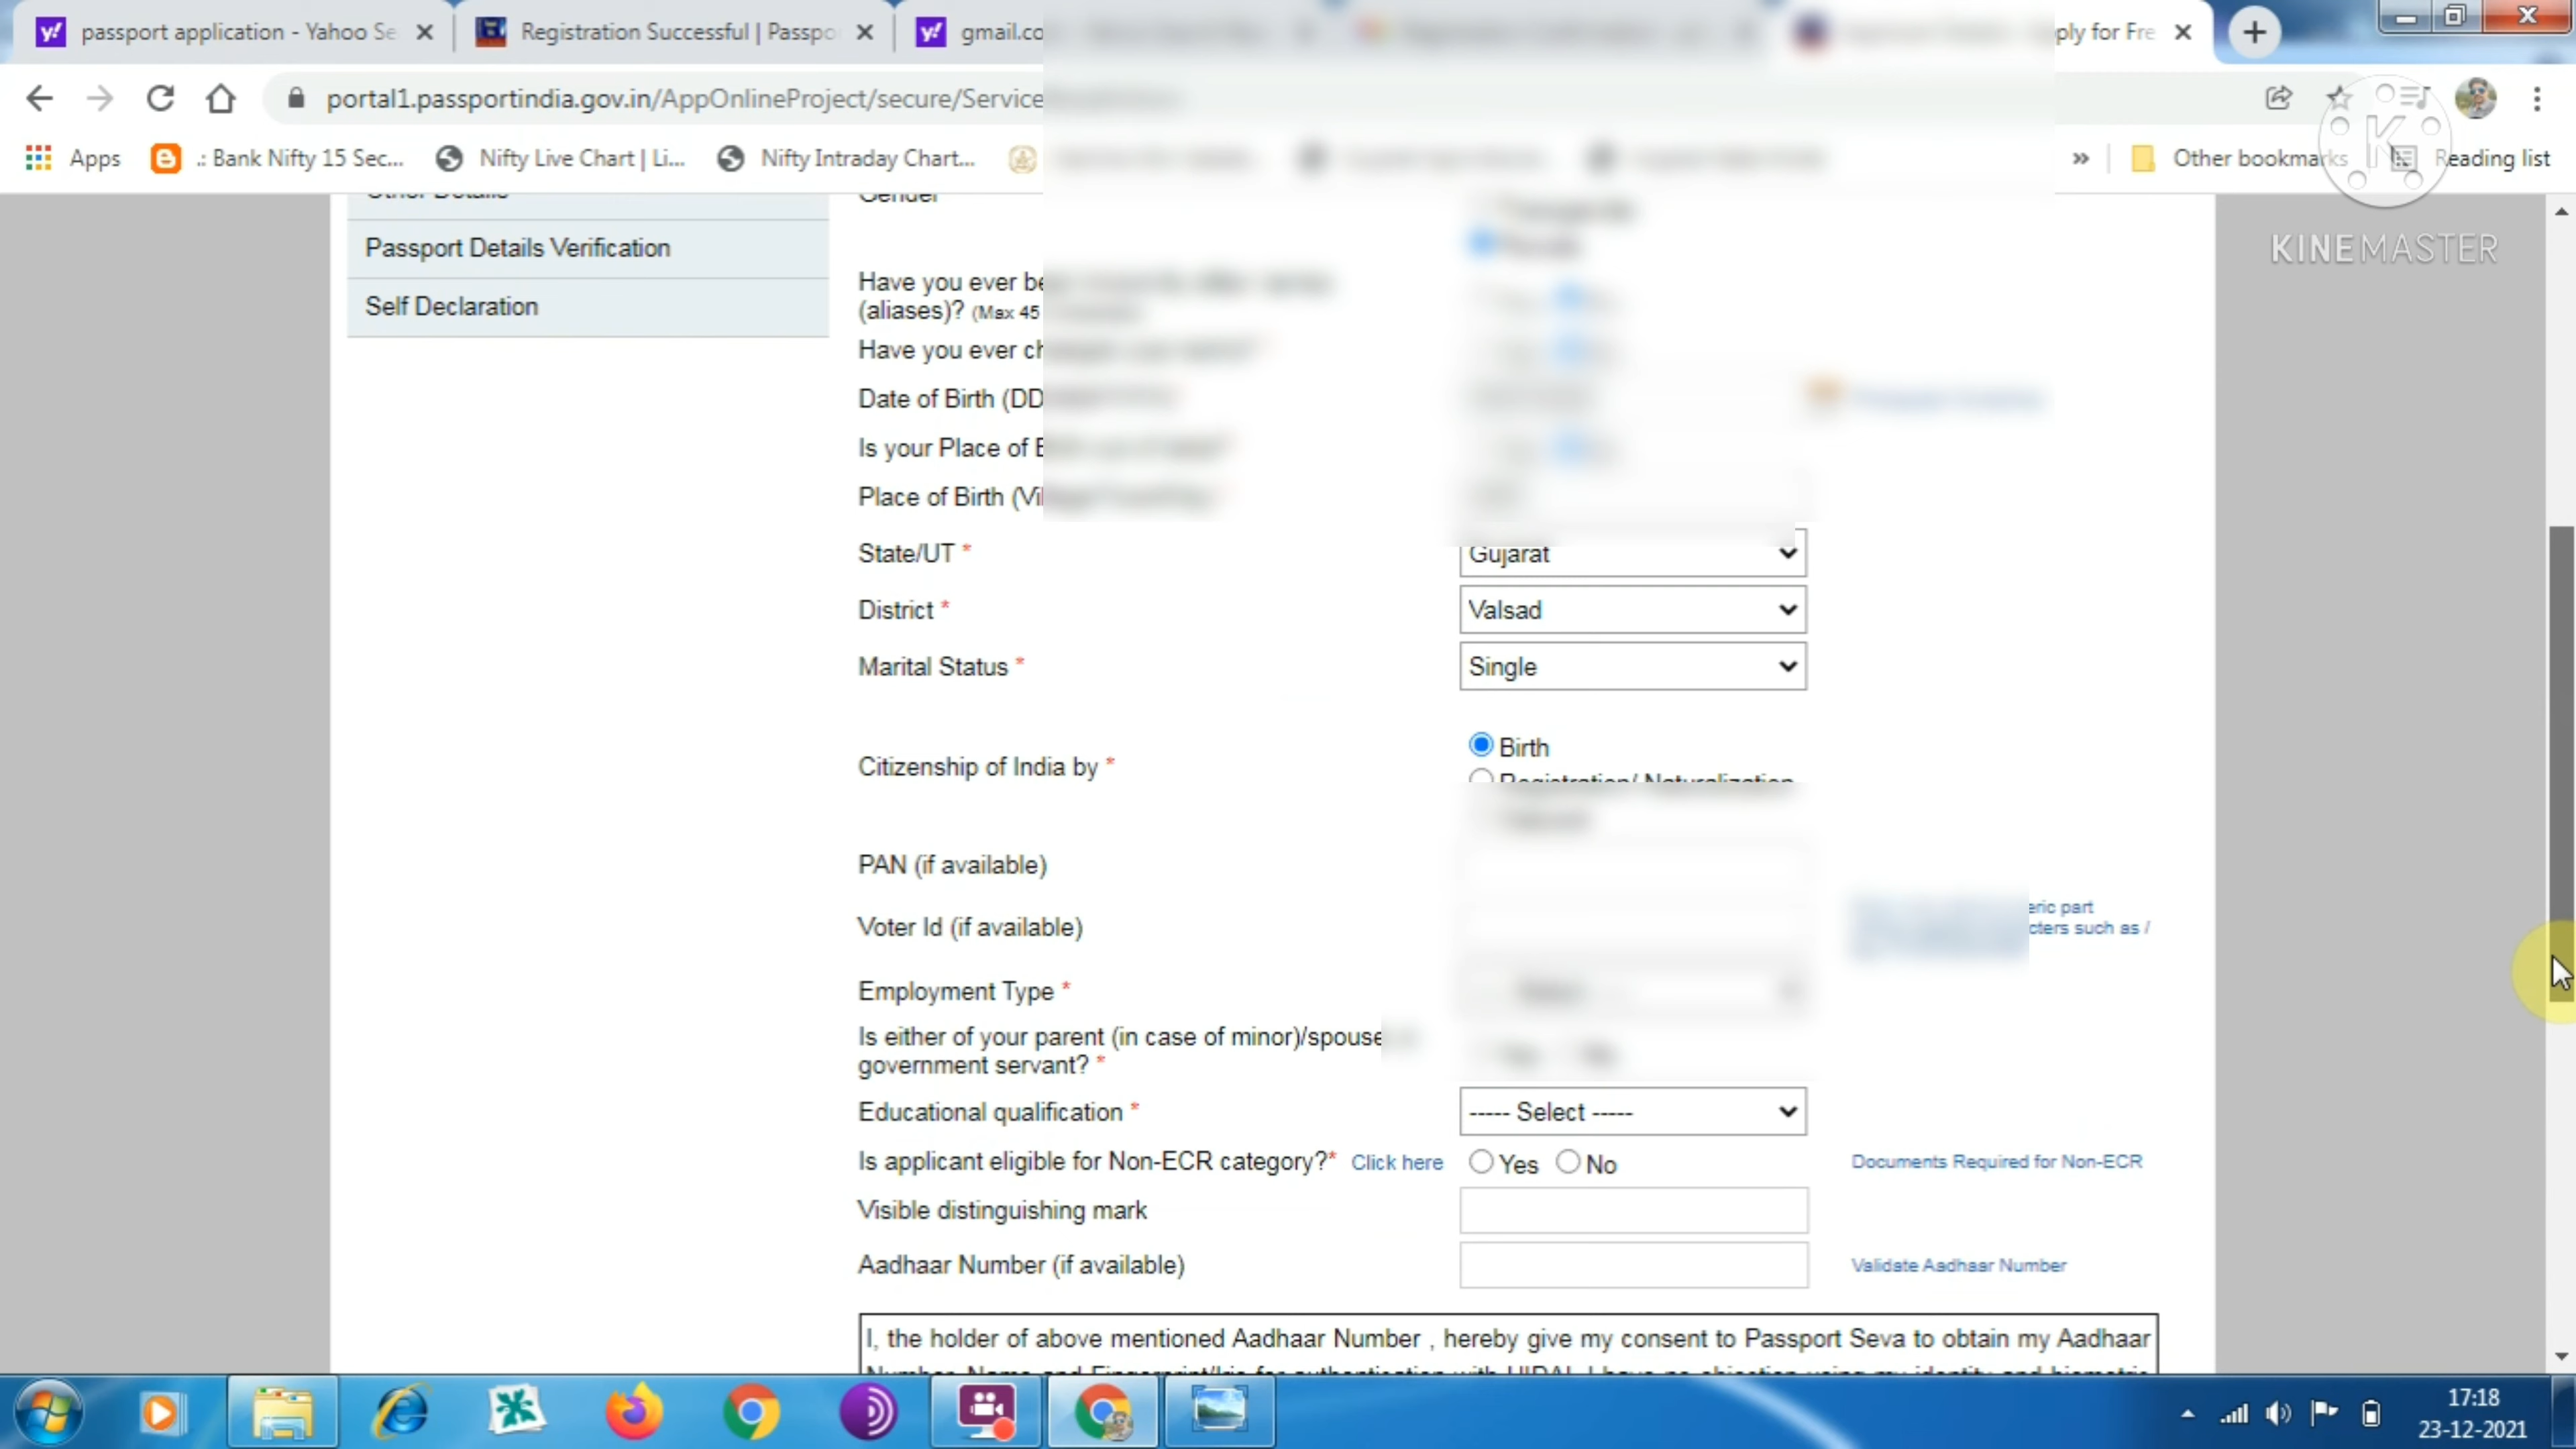 passport application - Yahoo Se
Registration Successful | Passpo
gmail.co
ply for Fre
portal1.passportindia.gov.in/AppOnlineProject/secure/Service
Apps
.: Bank Nifty 15 Sec...
Nifty Live Chart | Li...
Nifty Intraday Chart...
»
Other bookmarks
Reading list
K
KINEMASTER
Other Details
Gender
Passport Details Verification
Self Declaration
Have you ever be
(aliases)? (Max 45
Have you ever ch
Date of Birth (DD
Is your Place of B
Place of Birth (Vi
State/UT * Gujarat
District * Valsad
Marital Status * Single
Citizenship of India by * Birth
Registration/ Naturalization
PAN (if available)
Voter Id (if available)
eric part
cters such as /
Employment Type *
Is either of your parent (in case of minor)/spouse
government servant? *
Educational qualification * ----- Select -----
Is applicant eligible for Non-ECR category?* Click here Yes No Documents Required for Non-ECR
Visible distinguishing mark
Aadhaar Number (if available) Validate Aadhaar Number
I, the holder of above mentioned Aadhaar Number , hereby give my consent to Passport Seva to obtain my Aadhaar
17:18
23-12-2021